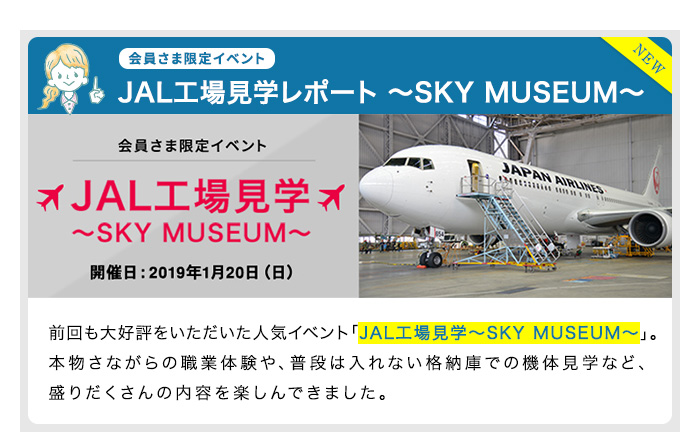 会員さま限定イベント
JAL工場見学レポート ～SKY MUSEUM～
NEW
会員さま限定イベント
JAL工場見学
～SKY MUSEUM～
開催日：2019年1月20日（日）
JAPAN AIRLINES
前回も大好評をいただいた人気イベント「JAL工場見学～SKY MUSEUM～」。
本物さながらの職業体験や、普段は入れない格納庫での機体見学など、
盛りだくさんの内容を楽しんできました。